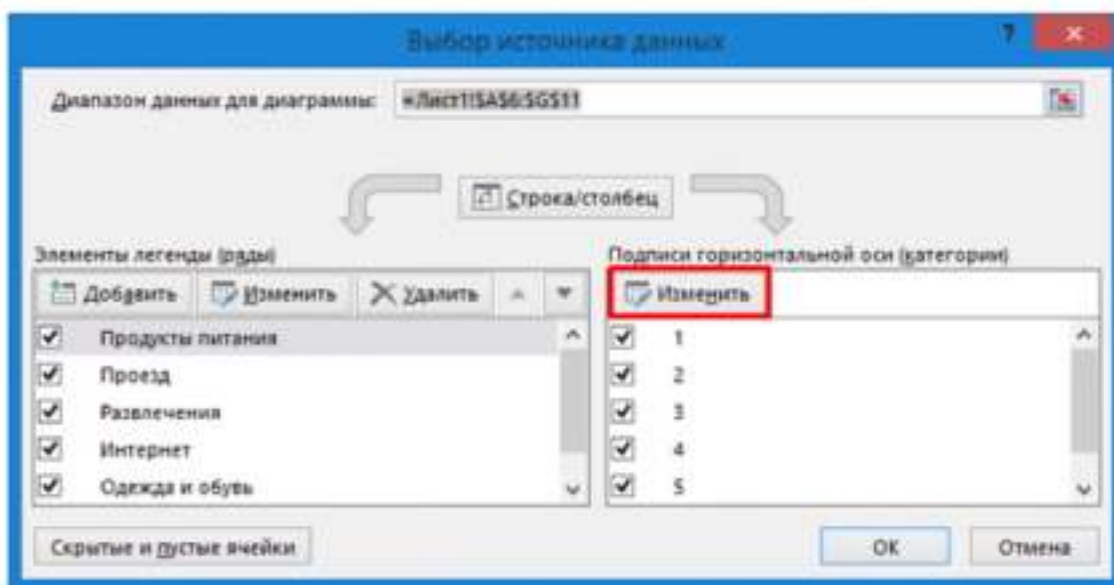 Выбор источника данных ?
Диапазон данных для диаграммы: =Лист1!$A$6:$G$11
Строка/столбец
Элементы легенды (ряды)
Добавить Изменить Удалить
Продукты питания
Проезд
Развлечения
Интернет
Одежда и обувь
Подписи горизонтальной оси (категории)
Изменить
1
2
3
4
5
Скрытые и пустые ячейки
ОК Отмена